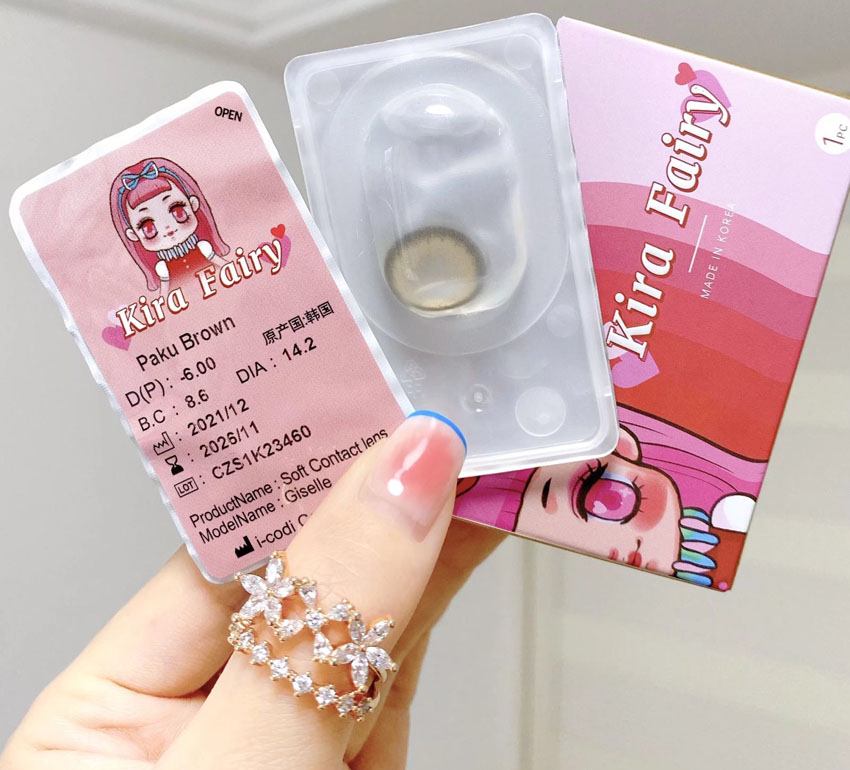 OPEN
Kira Fairy
Paku Brown
原产国:韩国
D(P) : -6.00
DIA : 14.2
B.C : 8.6
: 2021/12
: 2026/11
LOT : CZS1K23460
ProductName : Soft Contact lens
ModelName : Giselle
i-codi
Kira Fairy
MADE IN KOREA
1PC